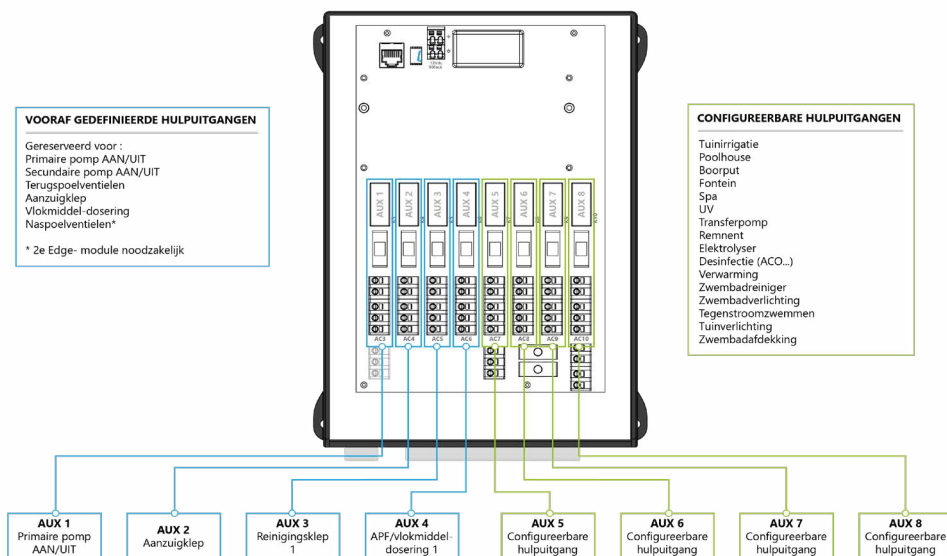 12Vdc
VOORAF GEDEFINIEERDE HULPUITGANGEN
Gereserveerd voor :
Primaire pomp AAN/UIT
Secundaire pomp AAN/UIT
Terugspoelventielen
Aanzuigklep
Vlokmiddel-dosering
Naspoelventielen*
* 2e Edge- module noodzakelijk
CONFIGUREERBARE HULPUITGANGEN
Tuinirrigatie
Poolhouse
Boorput
Fontein
Spa
UV
Transferpomp
Remnent
Elektrolyser
Desinfectie (ACO...)
Verwarming
Zwembadreiniger
Zwembadverlichting
Tegenstroomzwemmen
Tuinverlichting
Zwembadafdekking
AUX 1 AUX 2 AUX 3 AUX 4 AUX 5 AUX 6 AUX 7 AUX 8
AC3 AC4 AC5 AC6 AC7 AC8 AC9 AC10
AUX 1
Primaire pomp
AAN/UIT
AUX 2
Aanzuigklep
AUX 3
Reinigingsklep
1
AUX 4
APF/vlokmiddel-
dosering 1
AUX 5
Configureerbare
hulpuitgang
AUX 6
Configureerbare
hulpuitgang
AUX 7
Configureerbare
hulpuitgang
AUX 8
Configureerbare
hulpuitgang